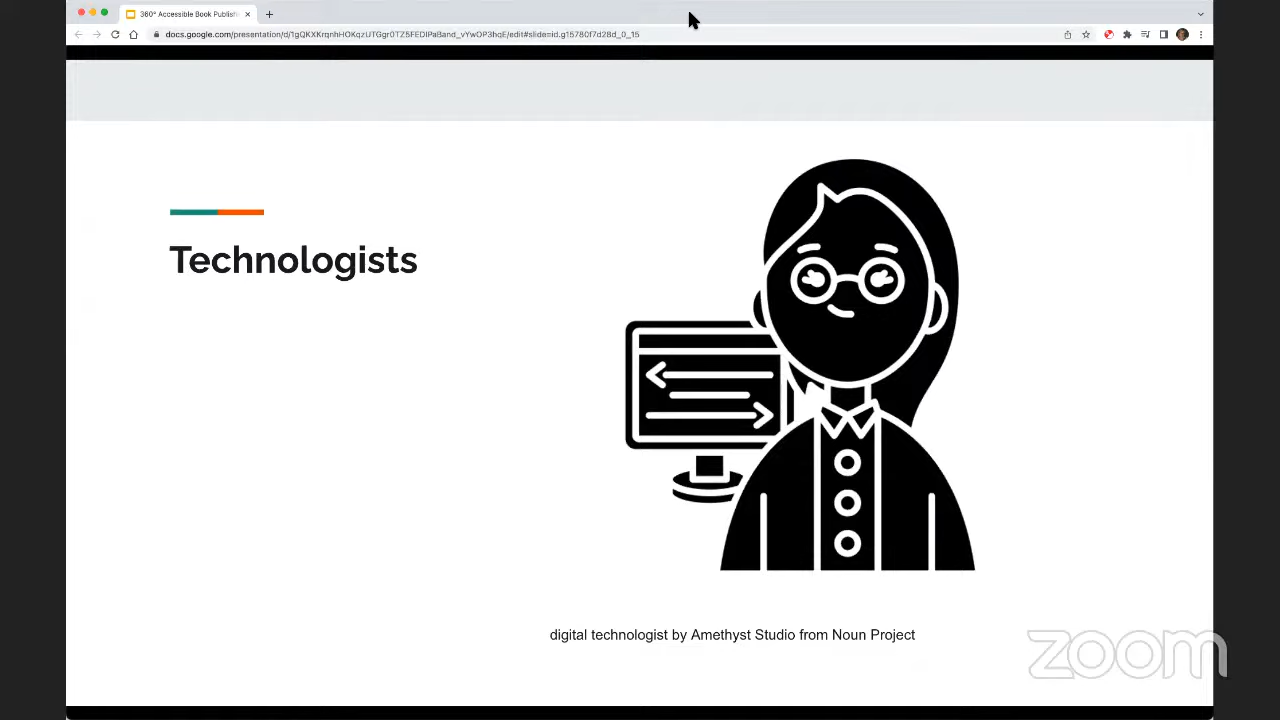 360° Accessible Book Publish
docs.google.com/presentation/d/1gQKXKrqnhHOKqzUTGgr0TZ5FEDIPaBand_vYwOP3hqE/edit#slide=id.g15780f7d28d_0_15
Technologists
digital technologist by Amethyst Studio from Noun Project
zoom